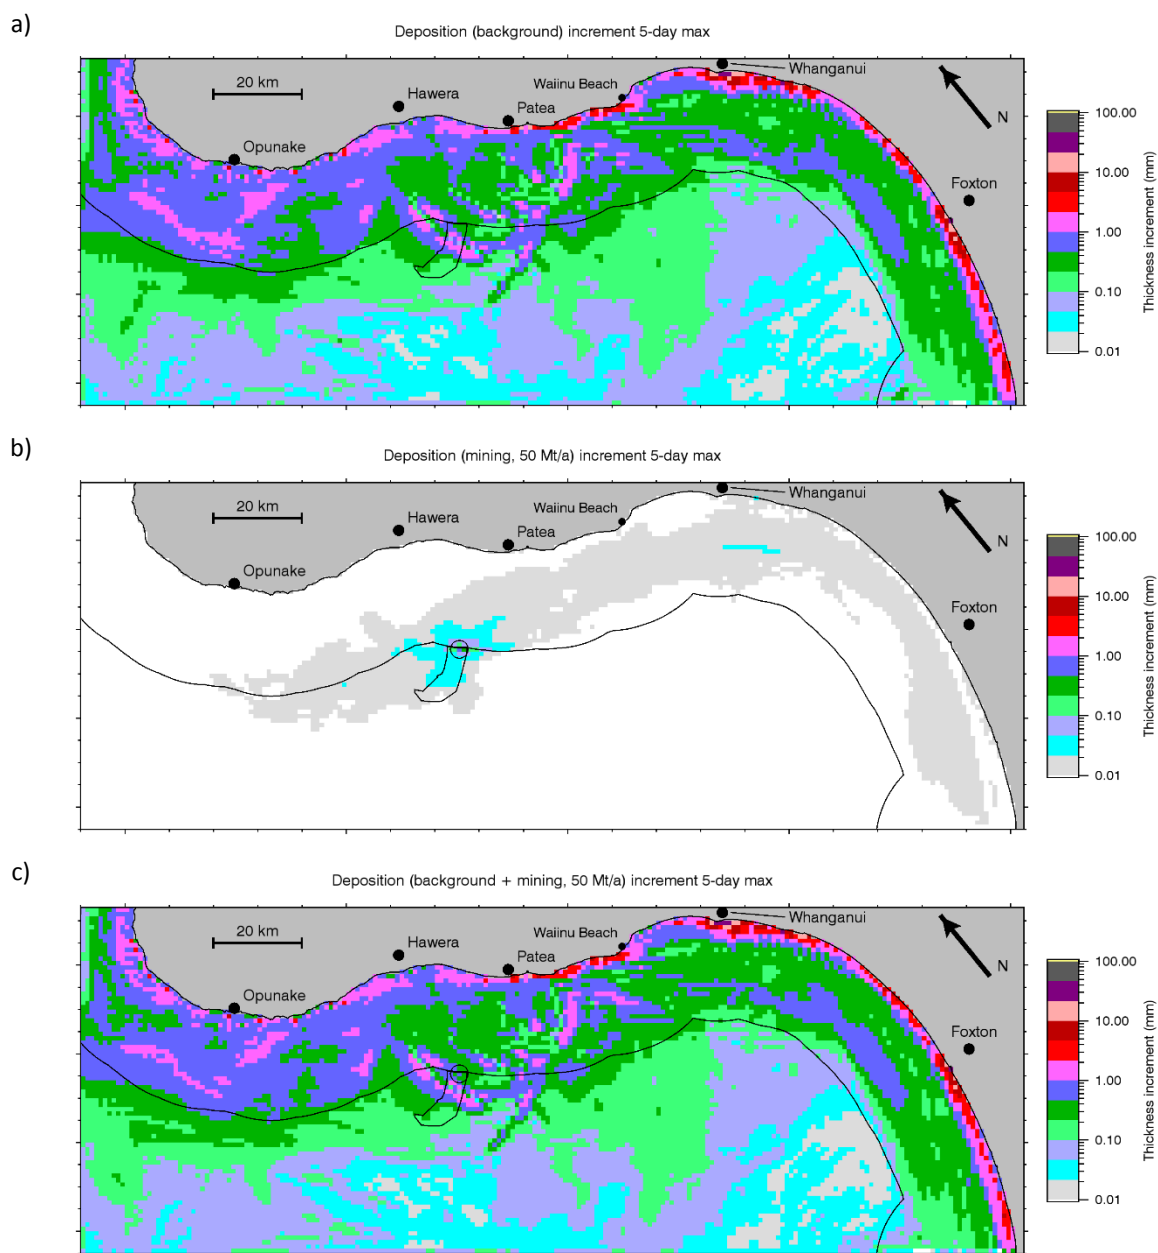 a)
Deposition (background) increment 5-day max
20 km
Hawera
Patea
Waiinu Beach
Whanganui
Opunake
Foxton
N
100.00
10.00
1.00
0.10
0.01
Thickness increment (mm)
b)
Deposition (mining, 50 Mt/a) increment 5-day max
20 km
Hawera
Patea
Waiinu Beach
Whanganui
Opunake
Foxton
N
100.00
10.00
1.00
0.10
0.01
Thickness increment (mm)
c)
Deposition (background + mining, 50 Mt/a) increment 5-day max
20 km
Hawera
Patea
Waiinu Beach
Whanganui
Opunake
Foxton
N
100.00
10.00
1.00
0.10
0.01
Thickness increment (mm)